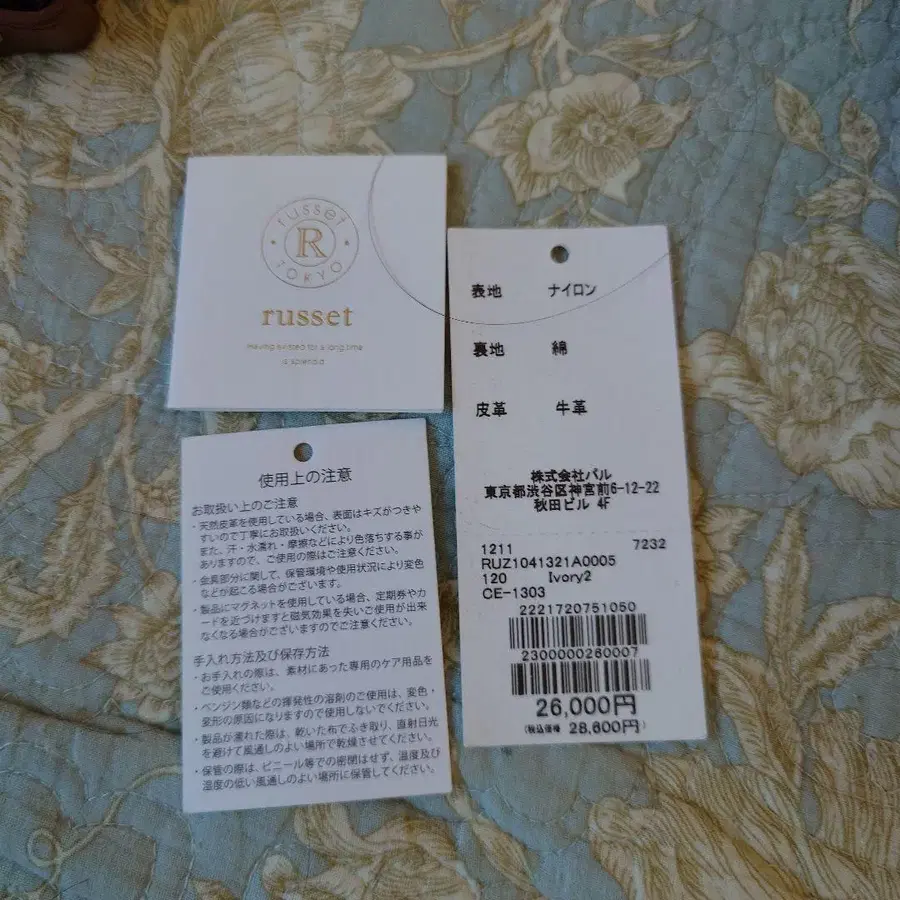 russet
R
TOKYO
russet
Having existed for a long time
is splendid
表地 ナイロン
裏地 綿
皮革 牛革
株式会社パル
東京都渋谷区神宮前6-12-22
秋田ビル 4F
1211 7232
RUZ1041321A0005
120 Ivory2
CE-1303
2221720751050
2300000260007
26,000円
(税込価格 28,600円)
使用上の注意
お取扱い上のご注意
・天然皮革を使用している場合、表面はキズがつきや
すいので丁寧にお取扱いください。
また、汗・水濡れ・摩擦などにより色落ちする事が
ありますので、ご使用の際はご注意ください。
・金具部分に関して、保管環境や使用状況により変色
などが起こる場合がございます。
・製品にマグネットを使用している場合、定期券やカ
ードを近づけますと磁気効果を失いご使用が出来
なくなる場合がございますのでご注意ください。
手入れ方法及び保存方法
・お手入れの際は、素材にあった専用のケア用品を
ご使用ください。
・ベンジン類などの揮発性の溶剤のご使用は、変色・
変形の原因になりますので使用しないでください。
・製品が濡れた際は、乾いた布でふき取り、直射日光
を避けて風通しのよい場所で乾燥させてください。
・保管の際は、ビニール等での密閉はせず、温度及び
湿度の低い風通しのよい場所に保管してください。